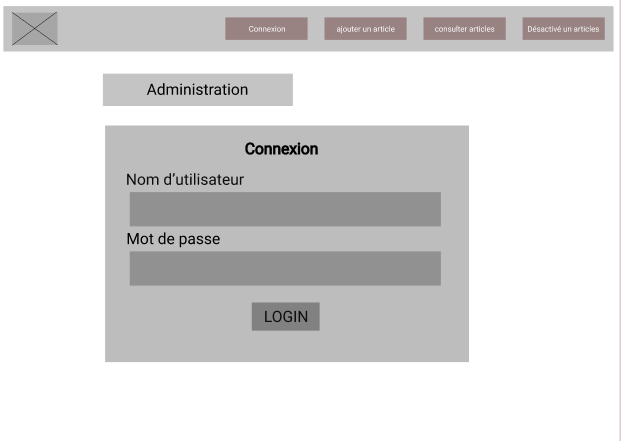 Connexion
ajouter un article
consulter articles
Désactivé un articles
Administration
Connexion
Nom d'utilisateur
Mot de passe
LOGIN